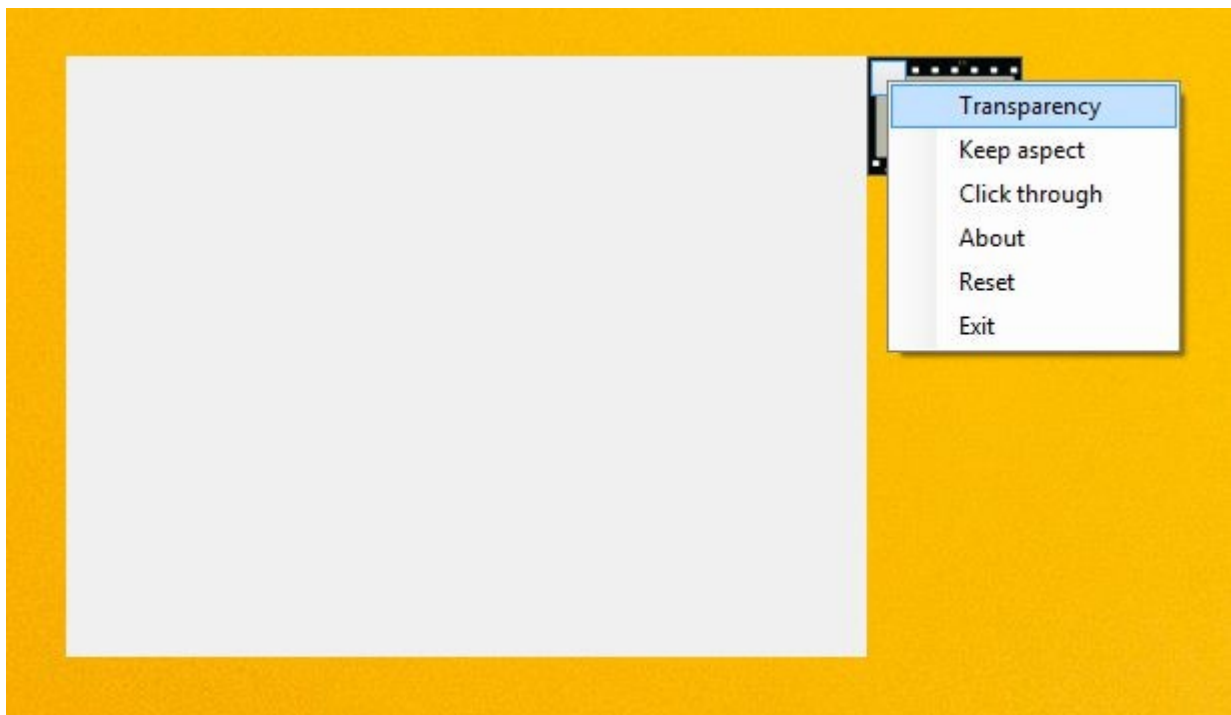 Transparency
Keep aspect
Click through
About
Reset
Exit